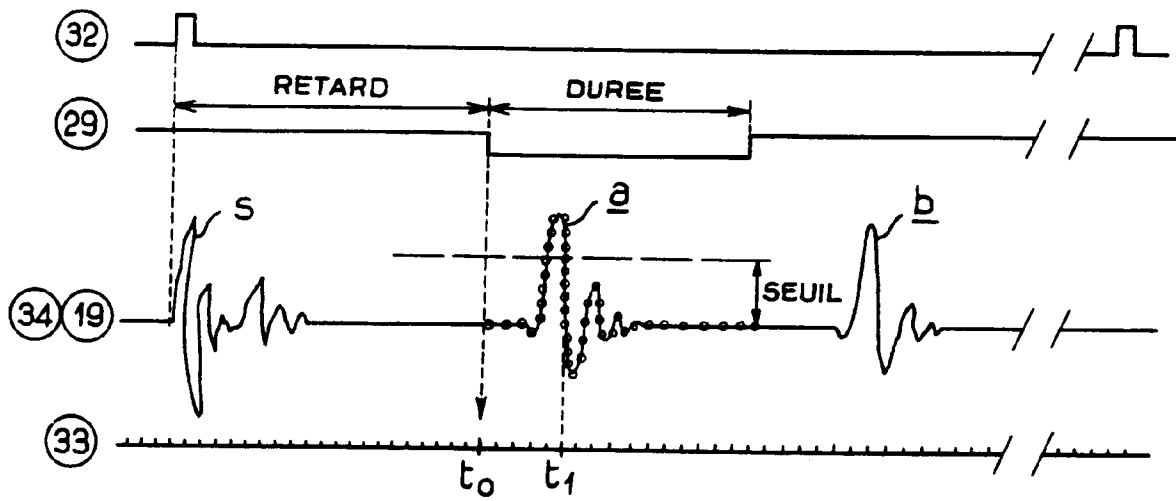 32
RETARD DUREE
29
S a b
34 19 SEUIL
33
t0 t1